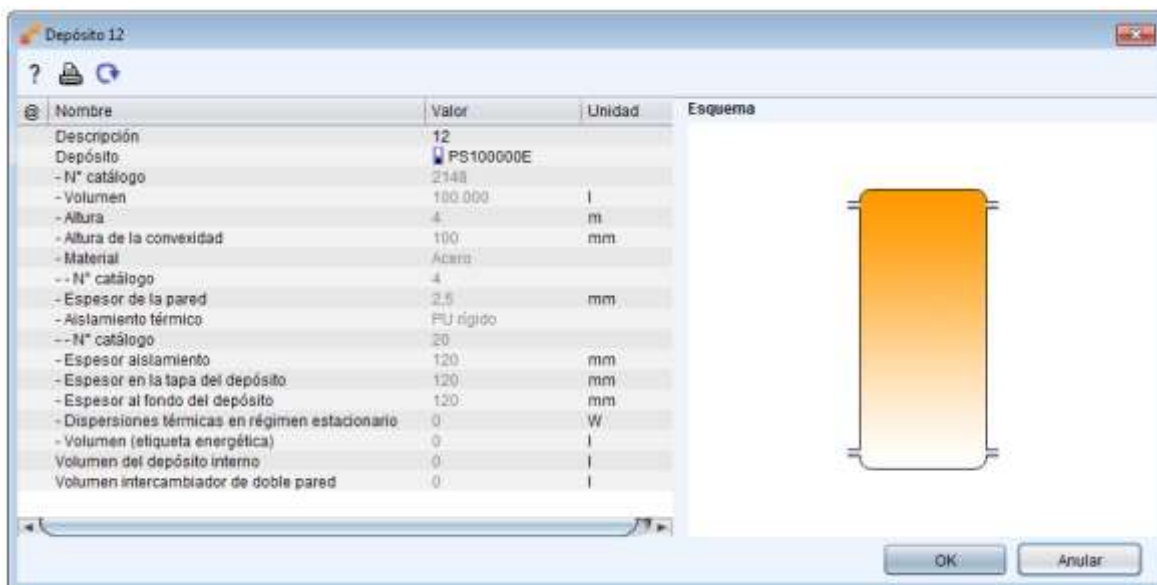 Depósito 12
?
@ Nombre Valor Unidad Esquema
Descripción 12
Depósito PS100000E
- N° catálogo 2148
- Volumen 100.000 l
- Altura 4 m
- Altura de la convexidad 100 mm
- Material Acero
- - N° catálogo 4
- Espesor de la pared 2,5 mm
- Aislamiento térmico PU rígido
- - N° catálogo 20
- Espesor aislamiento 120 mm
- Espesor en la tapa del depósito 120 mm
- Espesor al fondo del depósito 120 mm
- Dispersiones térmicas en régimen estacionario 0 W
- Volumen (etiqueta energética) 0 l
Volumen del depósito interno 0 l
Volumen intercambiador de doble pared 0 l
OK Anular